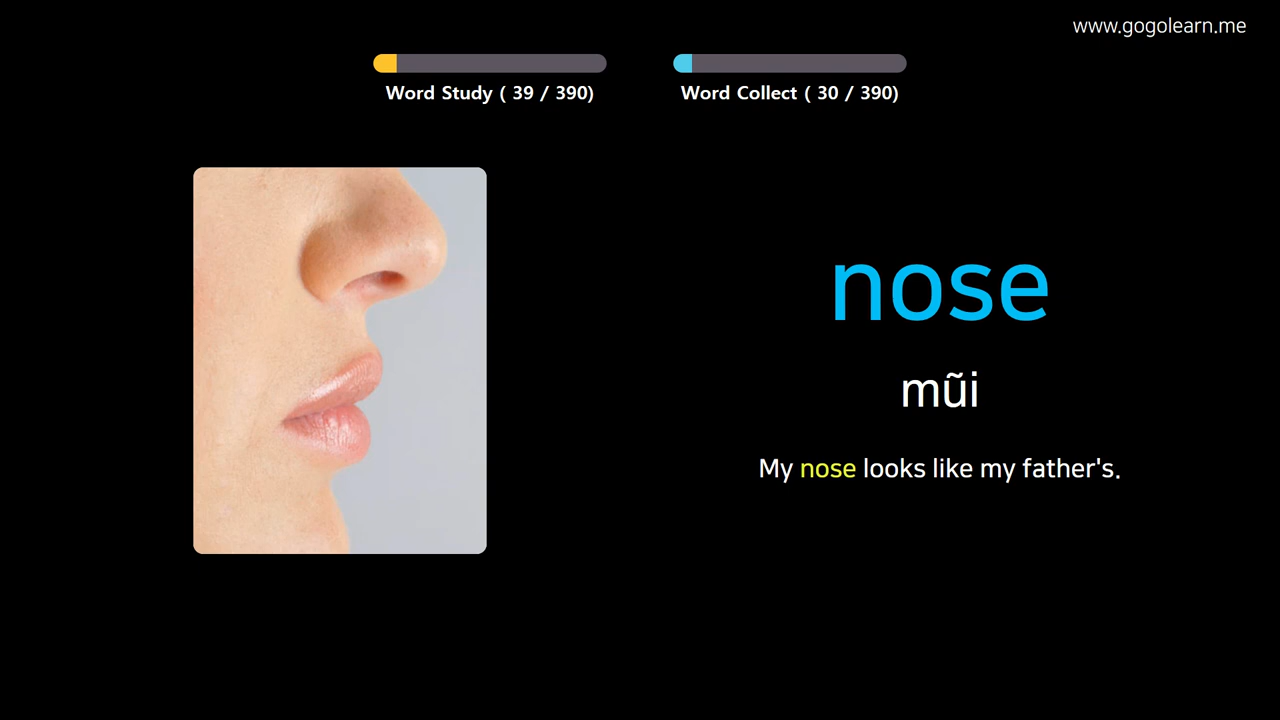 www.gogolearn.me
Word Study ( 39 / 390)
Word Collect ( 30 / 390)
nose
mũi
My nose looks like my father's.